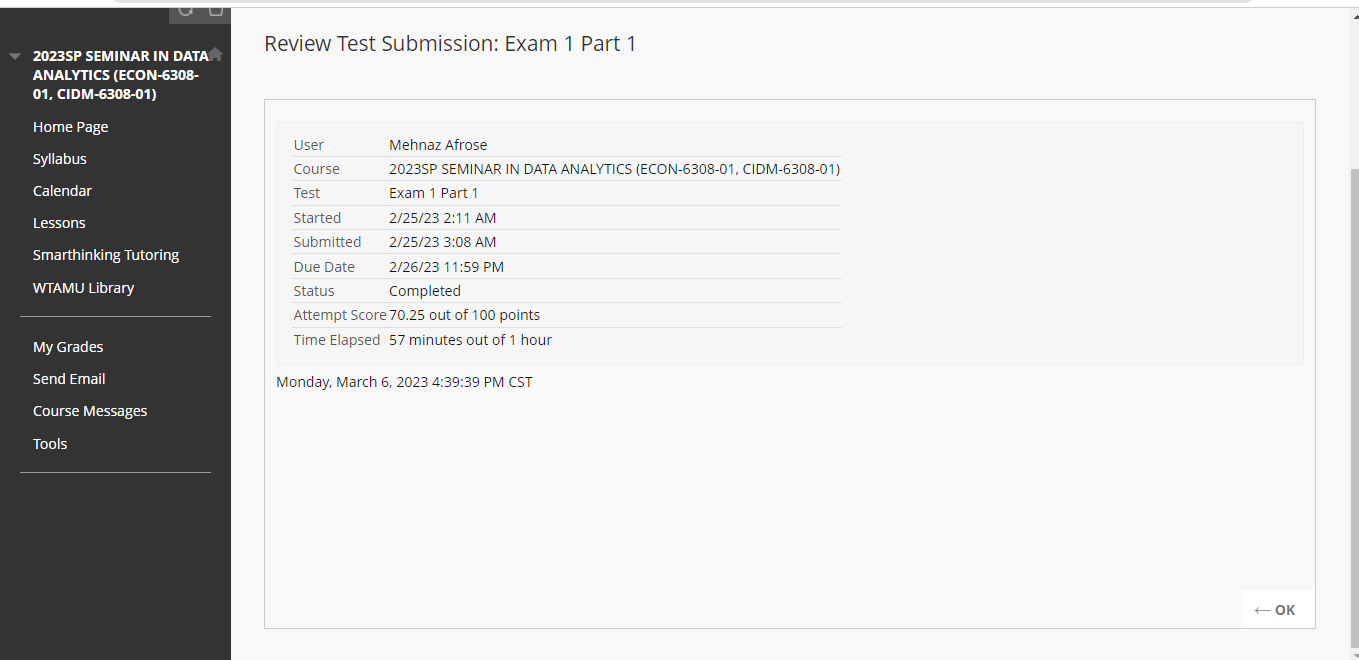 2023SP SEMINAR IN DATA
ANALYTICS (ECON-6308-
01, CIDM-6308-01)
Home Page
Syllabus
Calendar
Lessons
Smarthinking Tutoring
WTAMU Library
My Grades
Send Email
Course Messages
Tools
Review Test Submission: Exam 1 Part 1
User Mehnaz Afrose
Course 2023SP SEMINAR IN DATA ANALYTICS (ECON-6308-01, CIDM-6308-01)
Test Exam 1 Part 1
Started 2/25/23 2:11 AM
Submitted 2/25/23 3:08 AM
Due Date 2/26/23 11:59 PM
Status Completed
Attempt Score 70.25 out of 100 points
Time Elapsed 57 minutes out of 1 hour
Monday, March 6, 2023 4:39:39 PM CST
← OK